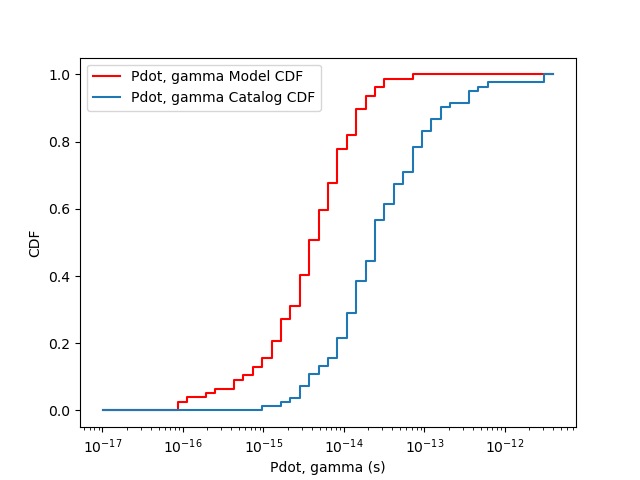 Pdot, gamma Model CDF
Pdot, gamma Catalog CDF
1.0
0.8
0.6
0.4
0.2
0.0
CDF
10⁻¹⁷ 10⁻¹⁶ 10⁻¹⁵ 10⁻¹⁴ 10⁻¹³ 10⁻¹²
Pdot, gamma (s)